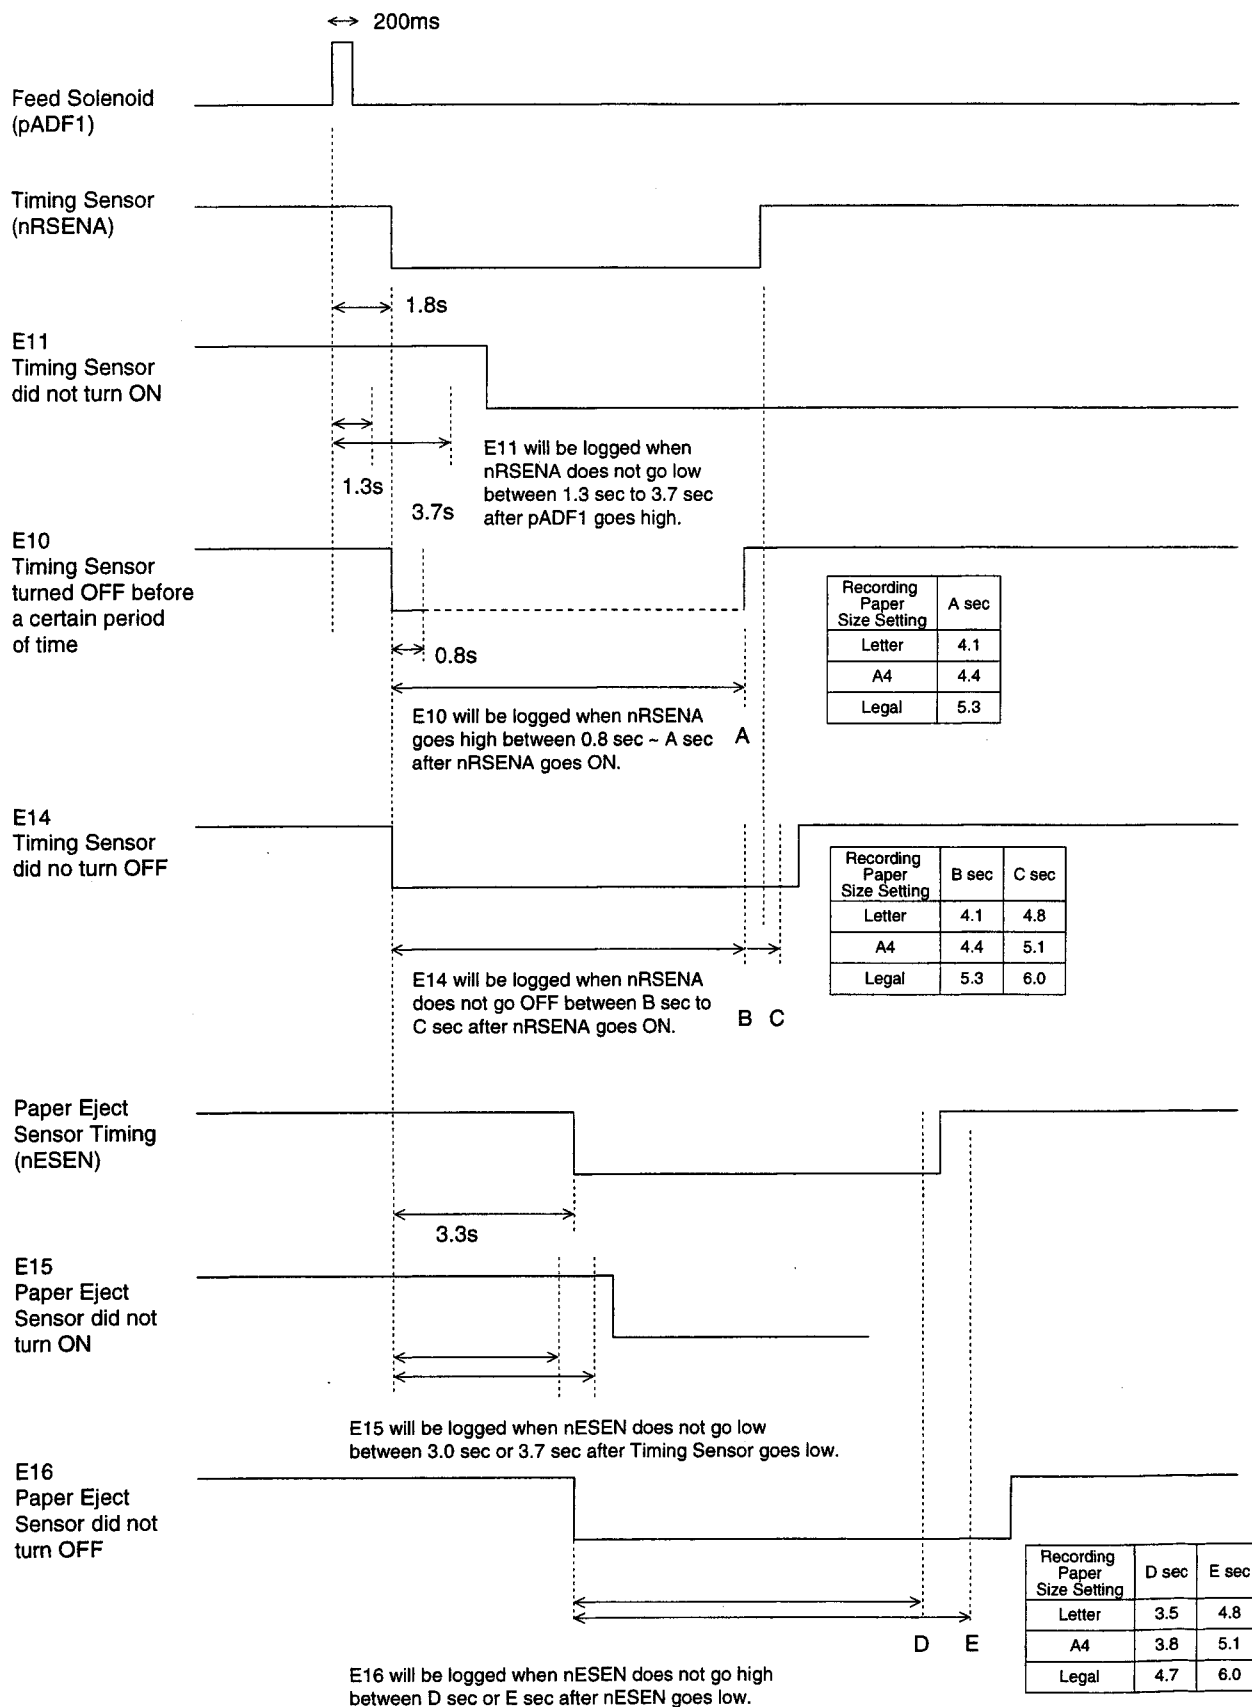 200ms
Feed Solenoid
(pADF1)
Timing Sensor
(nRSENA)
1.8s
E11
Timing Sensor
did not turn ON
E11 will be logged when
nRSENA does not go low
between 1.3 sec to 3.7 sec
after pADF1 goes high.
1.3s
3.7s
E10
Timing Sensor
turned OFF before
a certain period
of time
0.8s
Recording
Paper
Size Setting
A sec
Letter 4.1
A4 4.4
Legal 5.3
E10 will be logged when nRSENA
goes high between 0.8 sec ~ A sec
after nRSENA goes ON.
A
E14
Timing Sensor
did no turn OFF
Recording
Paper
Size Setting
B sec C sec
Letter 4.1 4.8
A4 4.4 5.1
Legal 5.3 6.0
E14 will be logged when nRSENA
does not go OFF between B sec to
C sec after nRSENA goes ON.
B C
Paper Eject
Sensor Timing
(nESEN)
3.3s
E15
Paper Eject
Sensor did not
turn ON
E15 will be logged when nESEN does not go low
between 3.0 sec or 3.7 sec after Timing Sensor goes low.
E16
Paper Eject
Sensor did not
turn OFF
Recording
Paper
Size Setting
D sec E sec
Letter 3.5 4.8
A4 3.8 5.1
Legal 4.7 6.0
D E
E16 will be logged when nESEN does not go high
between D sec or E sec after nESEN goes low.